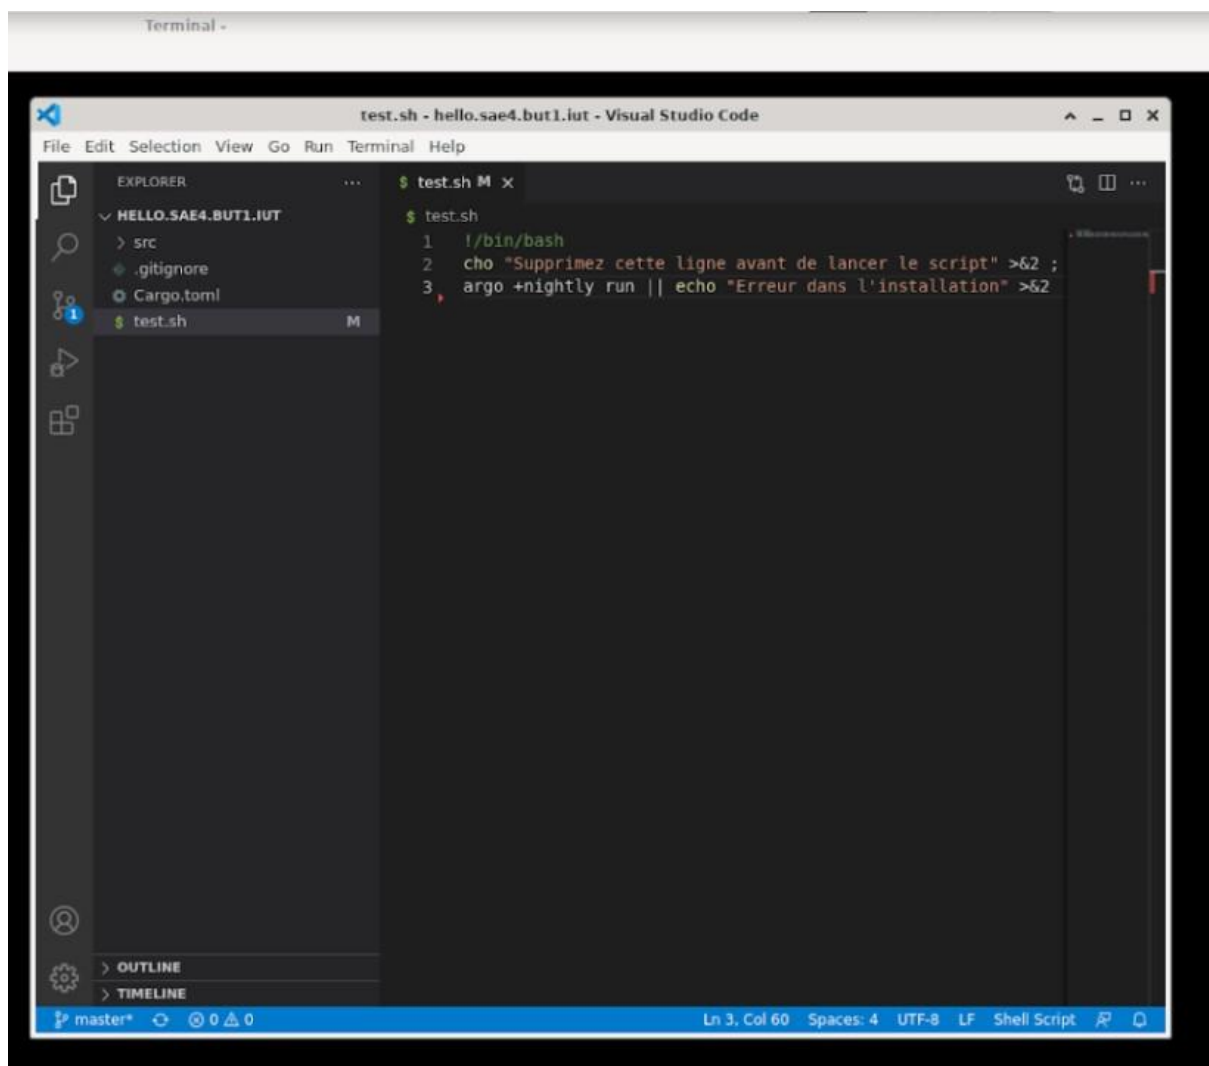 Terminal -
test.sh - hello.sae4.but1.iut - Visual Studio Code
File Edit Selection View Go Run Terminal Help
EXPLORER ...
HELLO.SAE4.BUT1.IUT
src
.gitignore
Cargo.toml
$ test.sh M
1
$ test.sh M
$ test.sh
1 !/bin/bash
2 cho "Supprimez cette ligne avant de lancer le script" >&2 ;
3 argo +nightly run || echo "Erreur dans l'installation" >&2
OUTLINE
TIMELINE
master* 0 0 Ln 3, Col 60 Spaces: 4 UTF-8 LF Shell Script